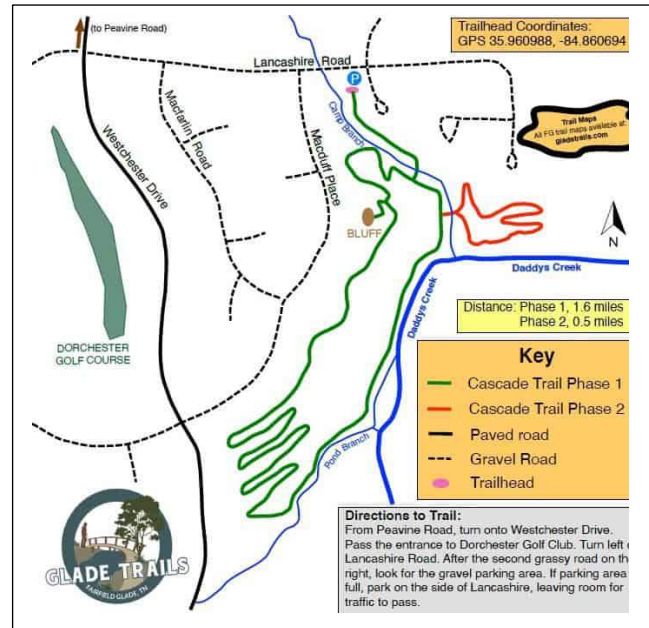 (to Peavine Road)
Trailhead Coordinates:
GPS 35.960988, -84.860694
Lancashire Road
P
Macfarlin Road
Camp Branch
Trail Maps
All FG trail maps available at:
gladetrails.com
Westchester Drive
Macduff Place
BLUFF
N
Daddys Creek
Daddys Creek
Distance: Phase 1, 1.6 miles
Phase 2, 0.5 miles
DORCHESTER
GOLF COURSE
Key
Cascade Trail Phase 1
Cascade Trail Phase 2
Paved road
Gravel Road
Trailhead
Pond Branch
GLADE TRAILS
FAIRFIELD GLADE, TN
Directions to Trail:
From Peavine Road, turn onto Westchester Drive.
Pass the entrance to Dorchester Golf Club. Turn left
Lancashire Road. After the second grassy road on th
right, look for the gravel parking area. If parking area
full, park on the side of Lancashire, leaving room for
traffic to pass.